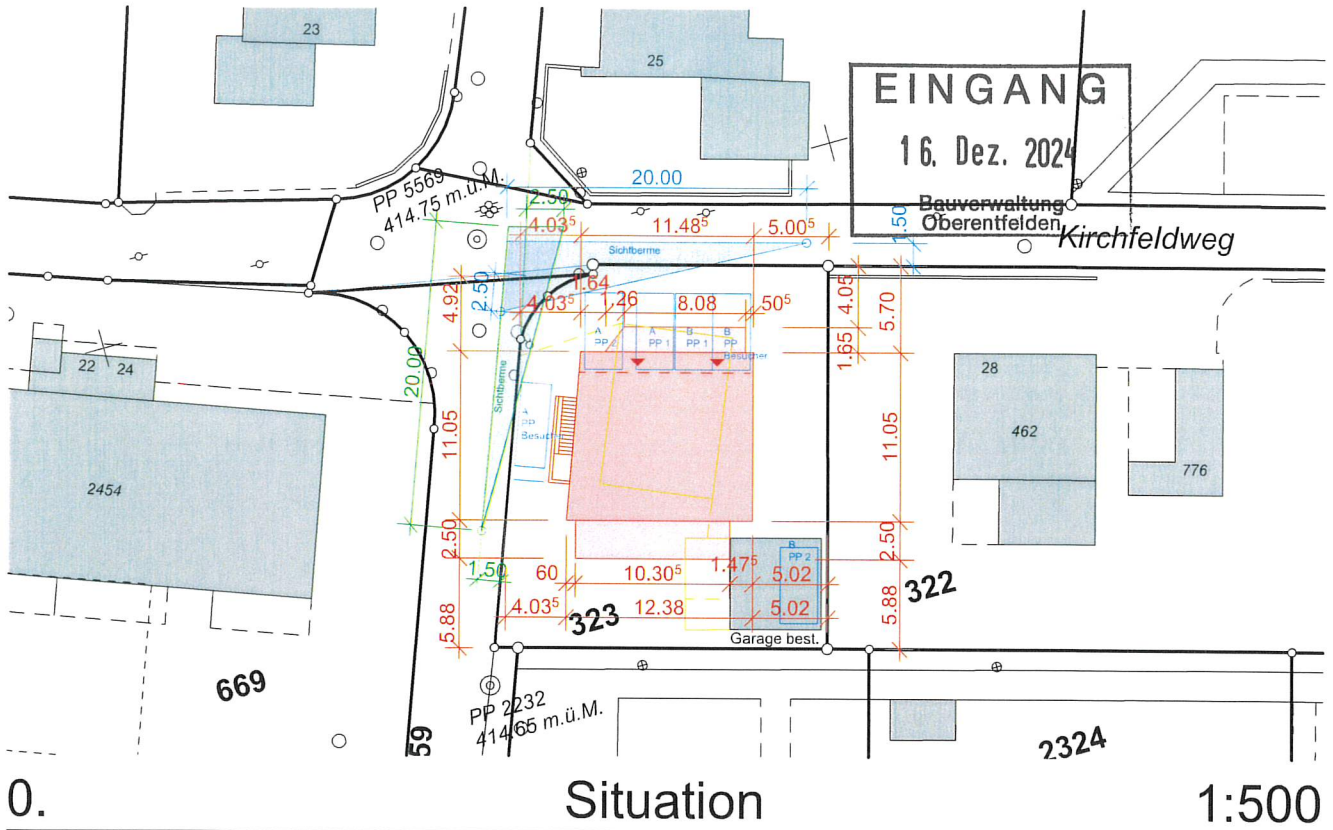 23
25
EINGANG
16. Dez. 2024
Bauverwaltung
Oberentfelden
Kirchfeldweg
PP 5569
414.75 m.ü.M.
20.00
2.50
4.03⁵
11.48⁵
5.00⁵
1.50
Sichtberme
4.92
2.50
1.64
4.03⁵
1.26
8.08
50⁵
4.05
5.70
1.65
A
A
PP 1
B
PP 1
B
PP
Besucher
22
24
20.00
Sichtberme
A
PP
Besucher
28
462
776
2454
11.05
11.05
2.50
2.50
B
PP 2
1.50
60
10.30⁵
1.47⁵
5.02
4.03⁵
12.38
5.02
5.88
5.88
323
322
Garage best.
669
PP 2232
414.65 m.ü.M.
59
2324
0.
Situation
1:500